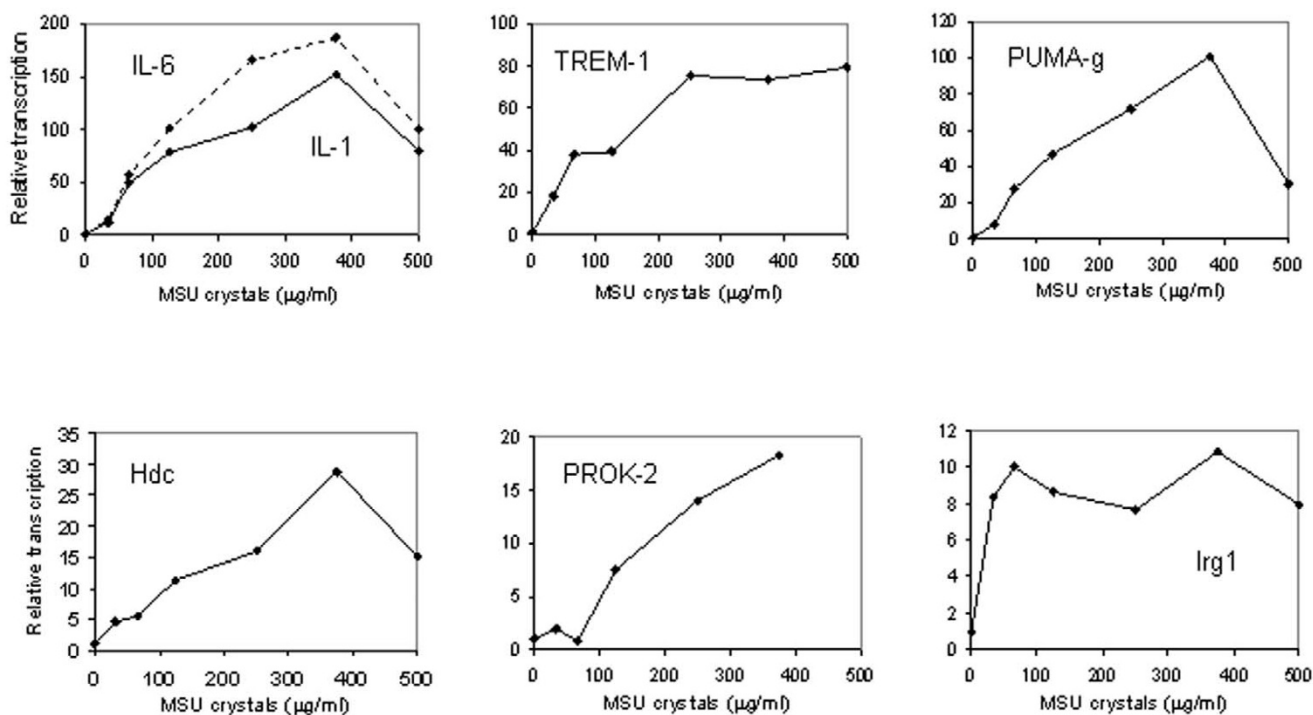 Relative transcription
200
150
100
50
0
IL-6
IL-1
0 100 200 300 400 500
MSU crystals (µg/ml)
100
80
60
40
20
0
TREM-1
0 100 200 300 400 500
MSU crystals (µg/ml)
120
100
80
60
40
20
0
PUMA-g
0 100 200 300 400 500
MSU crystals (µg/ml)
Relative transcription
35
30
25
20
15
10
5
0
Hdc
0 100 200 300 400 500
MSU crystals (µg/ml)
20
15
10
5
0
PROK-2
0 100 200 300 400 500
MSU crystals (µg/ml)
12
10
8
6
4
2
0
Irg1
0 100 200 300 400 500
MSU crystals (µg/ml)